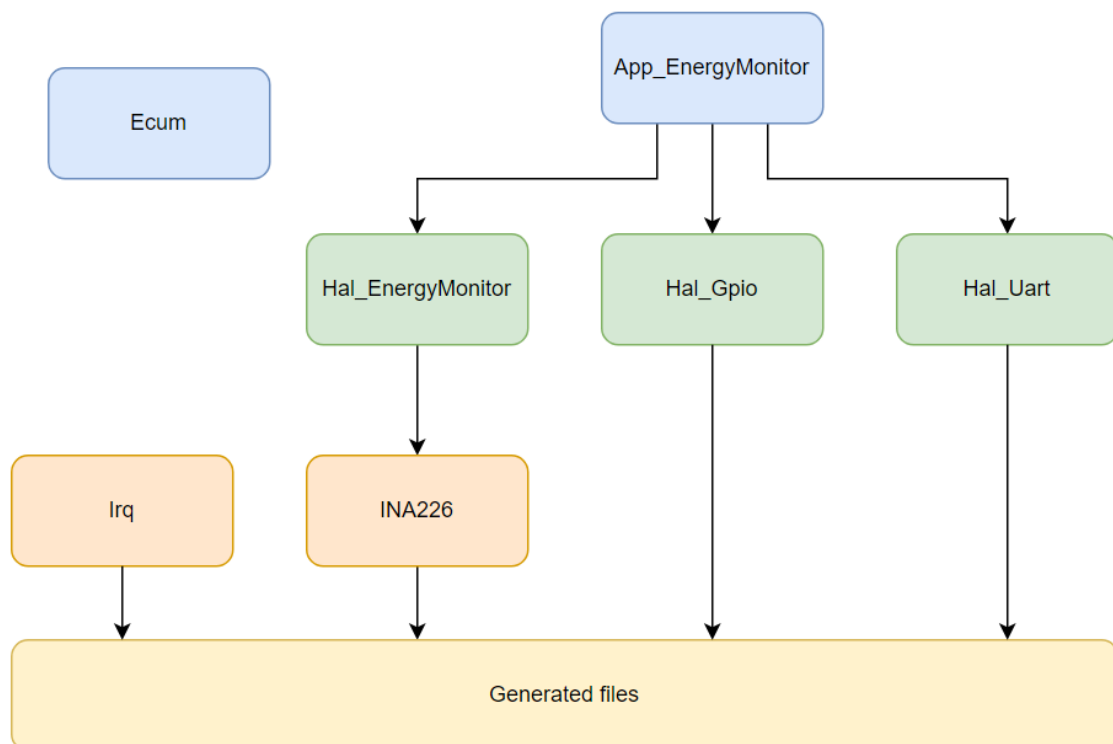 App_EnergyMonitor
Ecum
Hal_EnergyMonitor
Hal_Gpio
Hal_Uart
Irq
INA226
Generated files